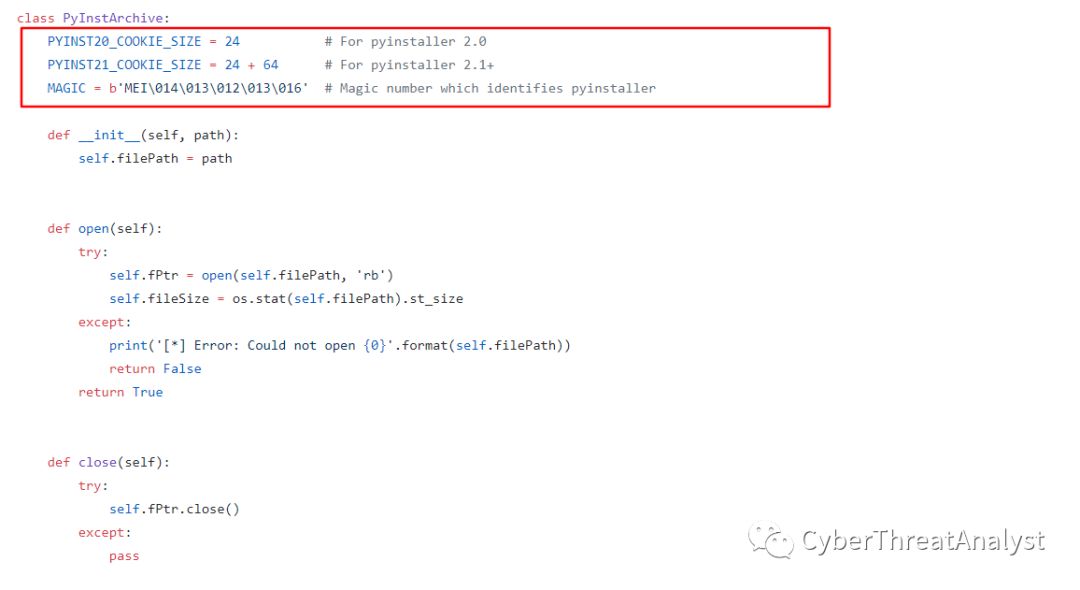 class PyInstArchive:
    PYINST20_COOKIE_SIZE = 24           # For pyinstaller 2.0
    PYINST21_COOKIE_SIZE = 24 + 64      # For pyinstaller 2.1+
    MAGIC = b'MEI\014\013\012\013\016'  # Magic number which identifies pyinstaller
    def __init__(self, path):
        self.filePath = path
    def open(self):
        try:
            self.fPtr = open(self.filePath, 'rb')
            self.fileSize = os.stat(self.filePath).st_size
        except:
            print('[*] Error: Could not open {0}'.format(self.filePath))
            return False
        return True
    def close(self):
        try:
            self.fPtr.close()
        except:
            pass
CyberThreatAnalyst